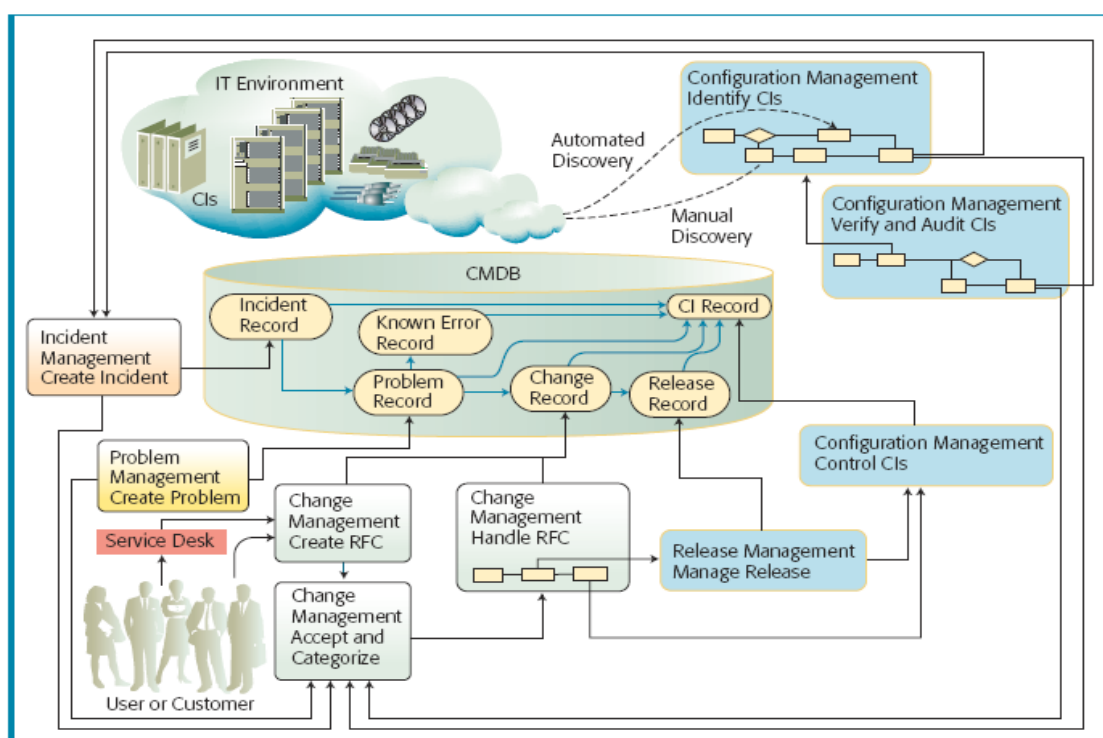 IT Environment
CIs
Automated
Discovery
Manual
Discovery
Configuration Management
Identify CIs
Configuration Management
Verify and Audit CIs
CMDB
Incident
Record
Known Error
Record
CI Record
Problem
Record
Change
Record
Release
Record
Incident
Management
Create Incident
Problem
Management
Create Problem
Service Desk
User or Customer
Change
Management
Create RFC
Change
Management
Accept and
Categorize
Change
Management
Handle RFC
Release Management
Manage Release
Configuration Management
Control CIs